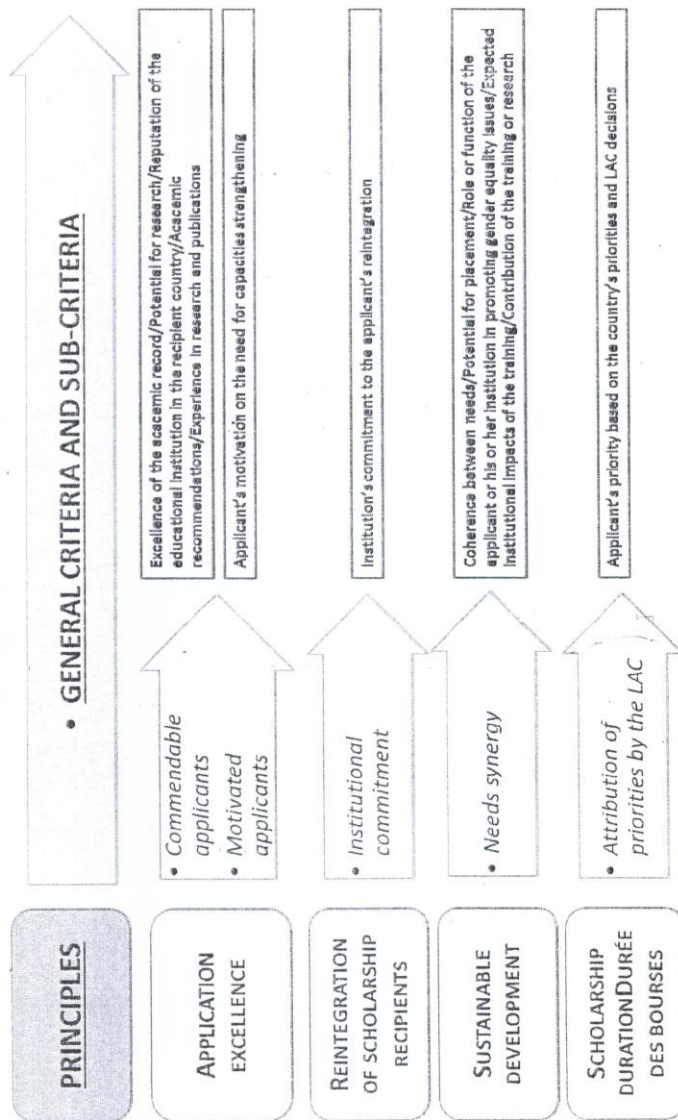 PRINCIPLES
• GENERAL CRITERIA AND SUB-CRITERIA
APPLICATION
EXCELLENCE
• Commendable
applicants
• Motivated
applicants
Excellence of the acacemic record/Potential for research/Reputation of the
educational institution in the recipient country/Acacemic
recommendations/Experience in research and publications
Applicant's motivation on the need for capacities strengthening
REINTEGRATION
OF SCHOLARSHIP
RECIPIENTS
• Institutional
commitment
Institution's commitment to the applicant's reintegration
SUSTAINABLE
DEVELOPMENT
• Needs synergy
Coherence between needs/Potential for placement/Role or function of the
applicant or his or her institution in promoting gender equality issues/Expected
institutional impacts of the training/Contribution of the training or research
SCHOLARSHIP
DURATIONDURÉE
DES BOURSES
• Attribution of
priorities by the LAC
Applicant's priority based on the country's priorities and LAC decisions